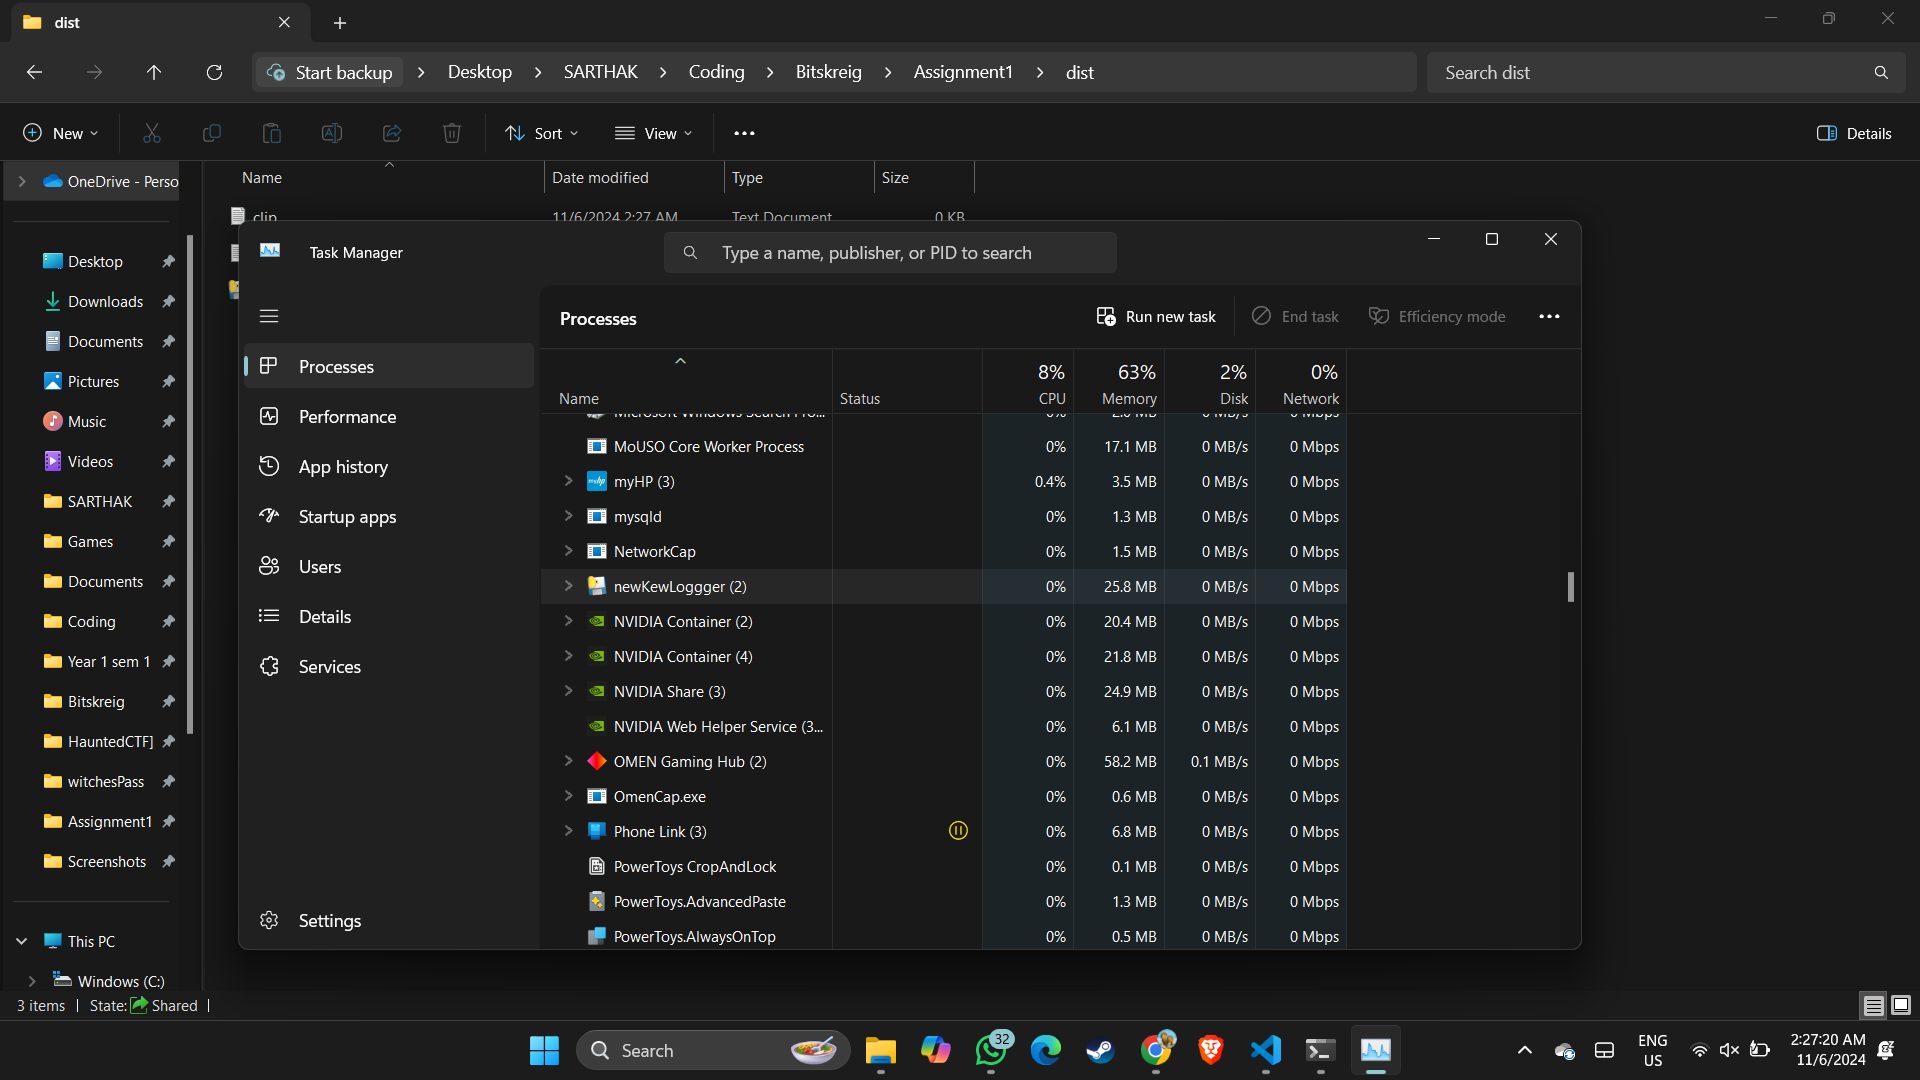 dist
Start backup
Desktop
SARTHAK
Coding
Bitskreig
Assignment1
dist
Search dist
New
Sort
View
Details
OneDrive - Perso
Desktop
Downloads
Documents
Pictures
Music
Videos
SARTHAK
Games
Documents
Coding
Year 1 sem 1
Bitskreig
HauntedCTF]
witchesPass
Assignment1
Screenshots
This PC
Windows (C:)
Name Date modified Type Size
clip 11/6/2024 2:27 AM Text Document 0 KB
Task Manager
Type a name, publisher, or PID to search
Processes
Performance
App history
Startup apps
Users
Details
Services
Settings
Processes
Run new task
End task
Efficiency mode
8% 63% 2% 0%
Name Status CPU Memory Disk Network
Microsoft Windows Search Pro... 0% 2.0 MB 0 MB/s 0 Mbps
MoUSO Core Worker Process 0% 17.1 MB 0 MB/s 0 Mbps
myHP (3) 0.4% 3.5 MB 0 MB/s 0 Mbps
mysqld 0% 1.3 MB 0 MB/s 0 Mbps
NetworkCap 0% 1.5 MB 0 MB/s 0 Mbps
newKewLoggger (2) 0% 25.8 MB 0 MB/s 0 Mbps
NVIDIA Container (2) 0% 20.4 MB 0 MB/s 0 Mbps
NVIDIA Container (4) 0% 21.8 MB 0 MB/s 0 Mbps
NVIDIA Share (3) 0% 24.9 MB 0 MB/s 0 Mbps
NVIDIA Web Helper Service (3... 0% 6.1 MB 0 MB/s 0 Mbps
OMEN Gaming Hub (2) 0% 58.2 MB 0.1 MB/s 0 Mbps
OmenCap.exe 0% 0.6 MB 0 MB/s 0 Mbps
Phone Link (3) 0% 6.8 MB 0 MB/s 0 Mbps
PowerToys CropAndLock 0% 0.1 MB 0 MB/s 0 Mbps
PowerToys.AdvancedPaste 0% 1.3 MB 0 MB/s 0 Mbps
PowerToys.AlwaysOnTop 0% 0.5 MB 0 MB/s 0 Mbps
3 items State: Shared
Search
32
ENG
US
2:27:20 AM
11/6/2024